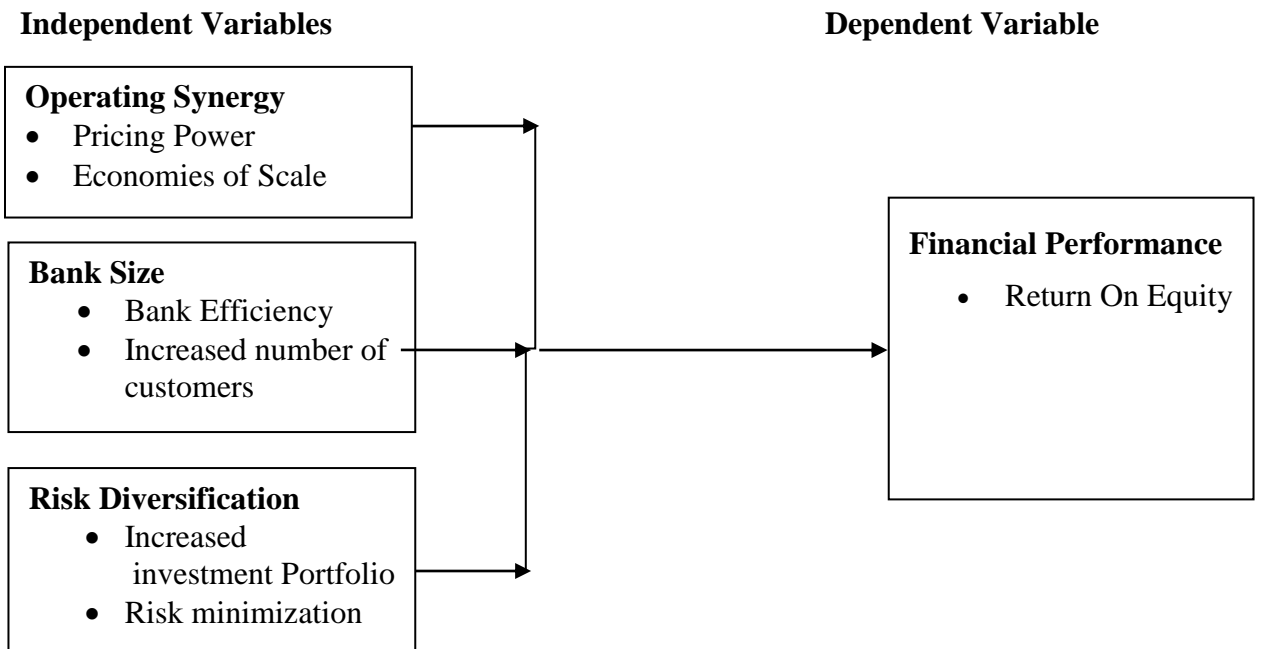 Independent Variables
Dependent Variable
Operating Synergy
• Pricing Power
• Economies of Scale
Bank Size
• Bank Efficiency
• Increased number of
customers
Risk Diversification
• Increased
investment Portfolio
• Risk minimization
Financial Performance
• Return On Equity